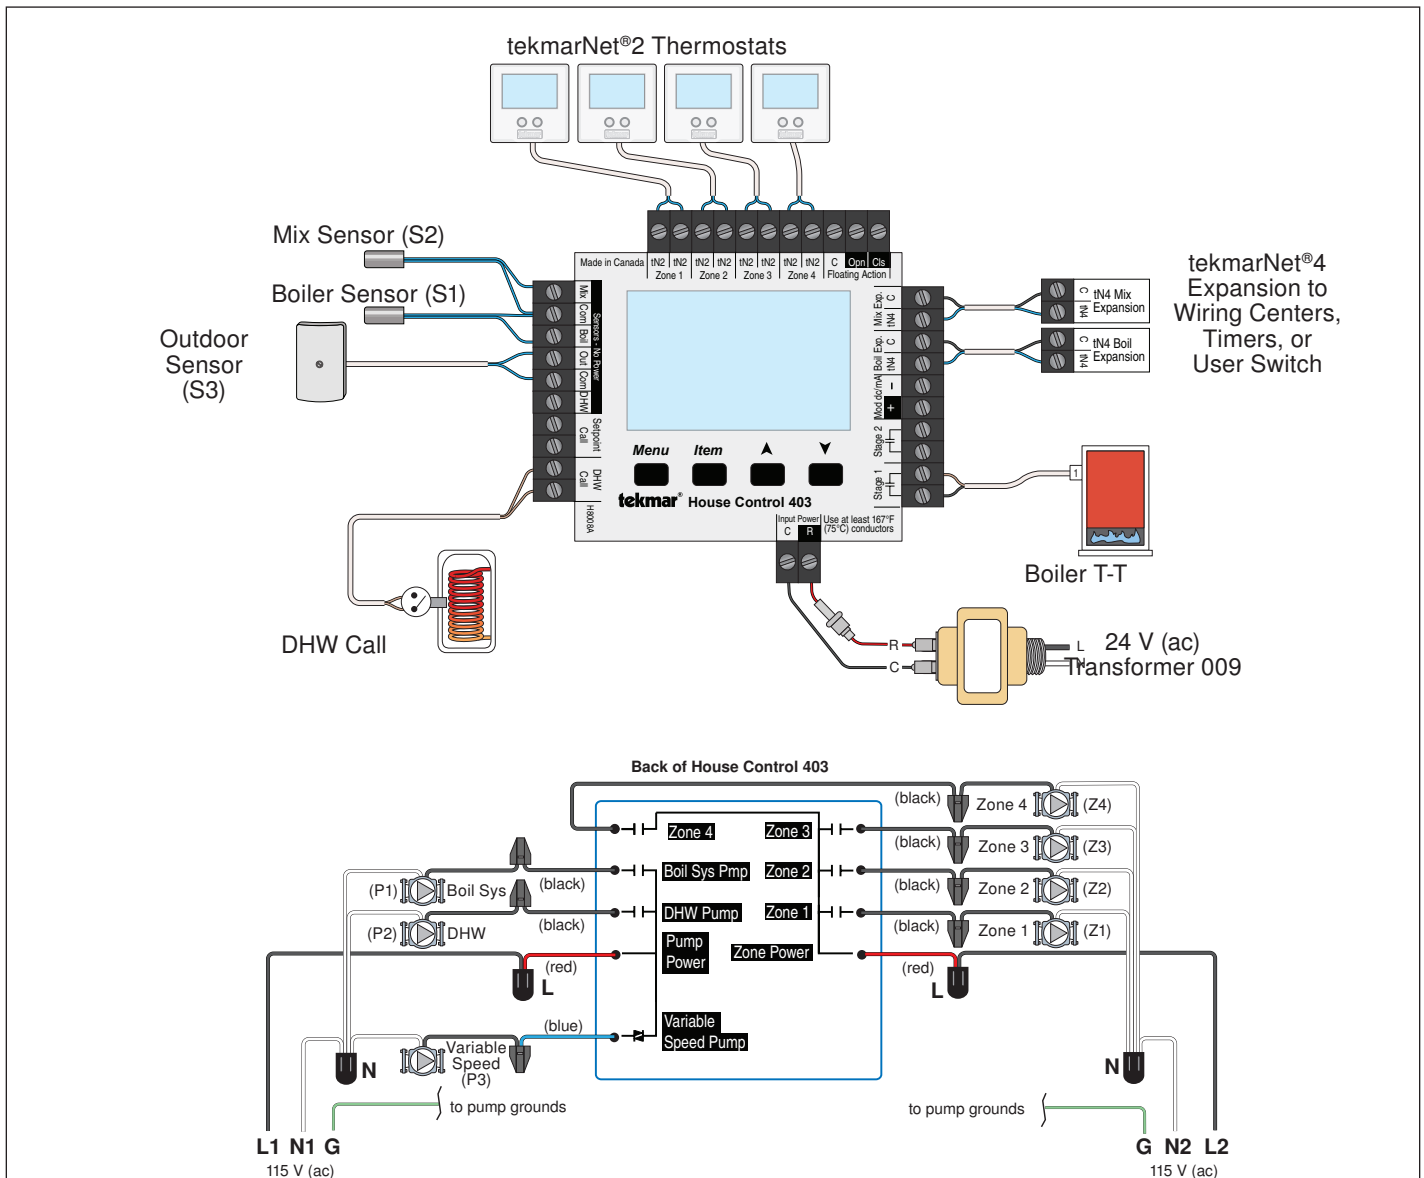 tekmarNet®2 Thermostats
Mix Sensor (S2)
Boiler Sensor (S1)
Outdoor
Sensor
(S3)
Made in Canada
tN2 tN2 tN2 tN2 tN2 tN2 tN2 tN2 C Opn Cls
Zone 1 Zone 2 Zone 3 Zone 4 Floating Action
Mix
Com
Boil
Out
Com
DHW
Sensors - No Power
Setpoint
Call
DHW
Call
H8008A
Mix Exp.
C
tN4
Boil Exp.
C
tN4
Mod dc/mA
–
+
Stage 2
Stage 1
C
tN4
tN4 Mix
Expansion
C
tN4
tN4 Boil
Expansion
tekmarNet®4
Expansion to
Wiring Centers,
Timers, or
User Switch
Menu Item
tekmar® House Control 403
Input Power
C R
Use at least 167°F
(75°C) conductors
1
Boiler T-T
DHW Call
R
C
L
24 V (ac)
Transformer 009
Back of House Control 403
(black) Zone 4 (Z4)
(black) Zone 3 (Z3)
(black) Zone 2 (Z2)
(black) Zone 1 (Z1)
Zone 4 Zone 3
Boil Sys Pmp Zone 2
DHW Pump Zone 1
Pump
Power
Zone Power
Variable
Speed Pump
(P1) Boil Sys (black)
(P2) DHW (black)
(red)
L
(red)
L
(blue)
Variable
Speed
(P3)
N
N
to pump grounds
to pump grounds
L1 N1 G
115 V (ac)
G N2 L2
115 V (ac)